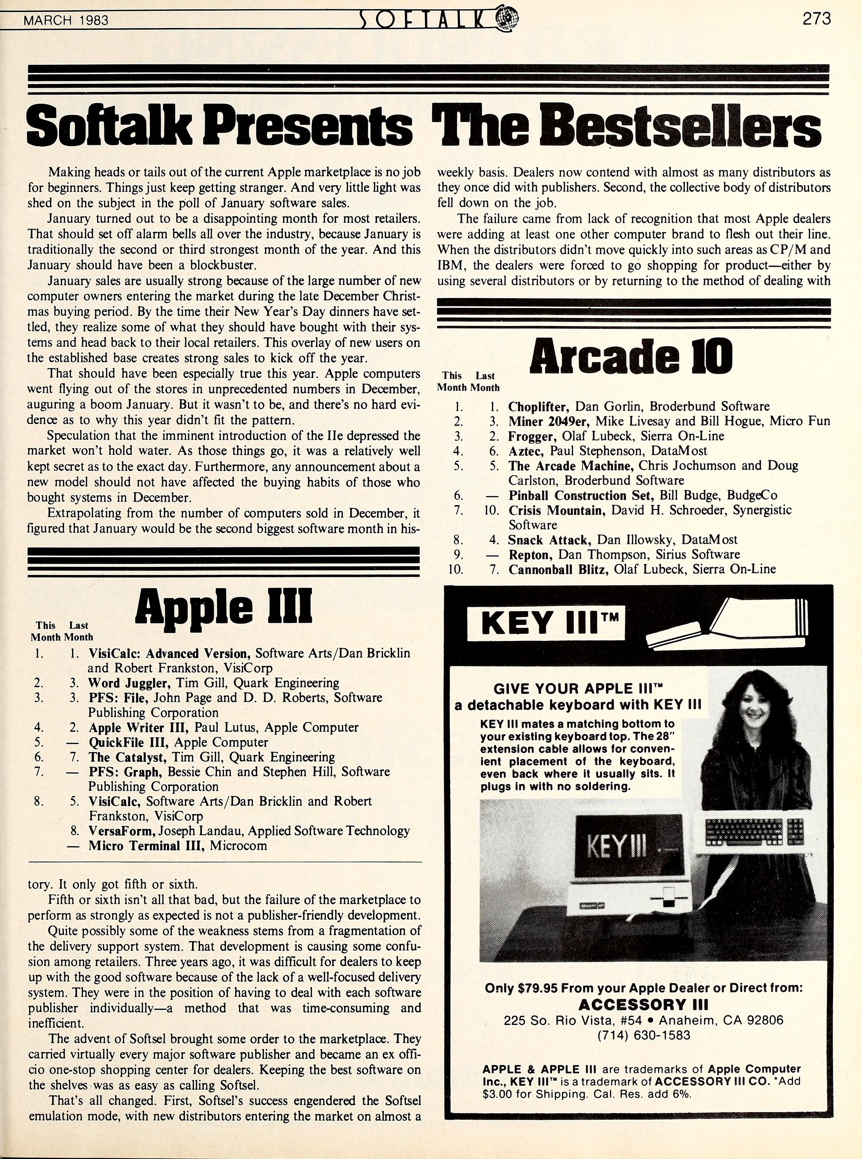 MARCH 1983
SOFTALK
273
Softalk Presents The Bestsellers
Making heads or tails out of the current Apple marketplace is no job
for beginners. Things just keep getting stranger. And very little light was
shed on the subject in the poll of January software sales.
January turned out to be a disappointing month for most retailers.
That should set off alarm bells all over the industry, because January is
traditionally the second or third strongest month of the year. And this
January should have been a blockbuster.
January sales are usually strong because of the large number of new
computer owners entering the market during the late December Christ-
mas buying period. By the time their New Year's Day dinners have set-
tled, they realize some of what they should have bought with their sys-
tems and head back to their local retailers. This overlay of new users on
the established base creates strong sales to kick off the year.
That should have been especially true this year. Apple computers
went flying out of the stores in unprecedented numbers in December,
auguring a boom January. But it wasn't to be, and there's no hard evi-
dence as to why this year didn't fit the pattern.
Speculation that the imminent introduction of the IIe depressed the
market won't hold water. As those things go, it was a relatively well
kept secret as to the exact day. Furthermore, any announcement about a
new model should not have affected the buying habits of those who
bought systems in December.
Extrapolating from the number of computers sold in December, it
figured that January would be the second biggest software month in his-
Apple III
This Last
Month Month
1. 1. VisiCalc: Advanced Version, Software Arts/Dan Bricklin
and Robert Frankston, VisiCorp
2. 3. Word Juggler, Tim Gill, Quark Engineering
3. 3. PFS: File, John Page and D. D. Roberts, Software
Publishing Corporation
4. 2. Apple Writer III, Paul Lutus, Apple Computer
5. — QuickFile III, Apple Computer
6. 7. The Catalyst, Tim Gill, Quark Engineering
7. — PFS: Graph, Bessie Chin and Stephen Hill, Software
Publishing Corporation
8. 5. VisiCalc, Software Arts/Dan Bricklin and Robert
Frankston, VisiCorp
8. VersaForm, Joseph Landau, Applied Software Technology
— Micro Terminal III, Microcom
tory. It only got fifth or sixth.
Fifth or sixth isn't all that bad, but the failure of the marketplace to
perform as strongly as expected is not a publisher-friendly development.
Quite possibly some of the weakness stems from a fragmentation of
the delivery support system. That development is causing some confu-
sion among retailers. Three years ago, it was difficult for dealers to keep
up with the good software because of the lack of a well-focused delivery
system. They were in the position of having to deal with each software
publisher individually—a method that was time-consuming and
inefficient.
The advent of Softsel brought some order to the marketplace. They
carried virtually every major software publisher and became an ex offi-
cio one-stop shopping center for dealers. Keeping the best software on
the shelves was as easy as calling Softsel.
That's all changed. First, Softsel's success engendered the Softsel
emulation mode, with new distributors entering the market on almost a
weekly basis. Dealers now contend with almost as many distributors as
they once did with publishers. Second, the collective body of distributors
fell down on the job.
The failure came from lack of recognition that most Apple dealers
were adding at least one other computer brand to flesh out their line.
When the distributors didn't move quickly into such areas as CP/M and
IBM, the dealers were forced to go shopping for product—either by
using several distributors or by returning to the method of dealing with
Arcade 10
This Last
Month Month
1. 1. Choplifter, Dan Gorlin, Broderbund Software
2. 3. Miner 2049er, Mike Livesay and Bill Hogue, Micro Fun
3. 2. Frogger, Olaf Lubeck, Sierra On-Line
4. 6. Aztec, Paul Stephenson, DataMost
5. 5. The Arcade Machine, Chris Jochumson and Doug
Carlston, Broderbund Software
6. — Pinball Construction Set, Bill Budge, BudgeCo
7. 10. Crisis Mountain, David H. Schroeder, Synergistic
Software
8. 4. Snack Attack, Dan Illowsky, DataMost
9. — Repton, Dan Thompson, Sirius Software
10. 7. Cannonball Blitz, Olaf Lubeck, Sierra On-Line
KEY III™
GIVE YOUR APPLE III™
a detachable keyboard with KEY III
KEY III mates a matching bottom to
your existing keyboard top. The 28"
extension cable allows for conven-
ient placement of the keyboard,
even back where it usually sits. It
plugs in with no soldering.
KEY III
Only $79.95 From your Apple Dealer or Direct from:
ACCESSORY III
225 So. Rio Vista, #54 • Anaheim, CA 92806
(714) 630-1583
APPLE & APPLE III are trademarks of Apple Computer
Inc., KEY III™ is a trademark of ACCESSORY III CO. *Add
$3.00 for Shipping. Cal. Res. add 6%.